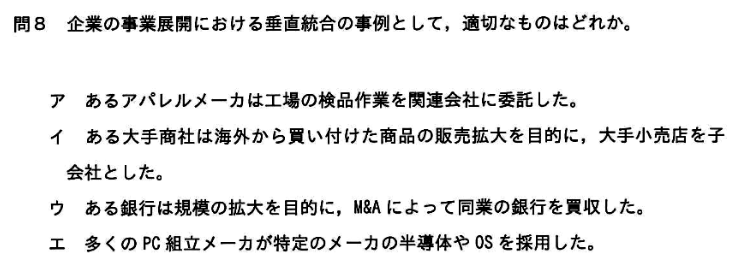 問8 企業の事業展開における垂直統合の事例として，適切なものはどれか。
ア あるアパレルメーカは工場の検品作業を関連会社に委託した。
イ ある大手商社は海外から買い付けた商品の販売拡大を目的に，大手小売店を子
会社とした。
ウ ある銀行は規模の拡大を目的に，M&Aによって同業の銀行を買収した。
エ 多くのPC組立メーカが特定のメーカの半導体やOSを採用した。